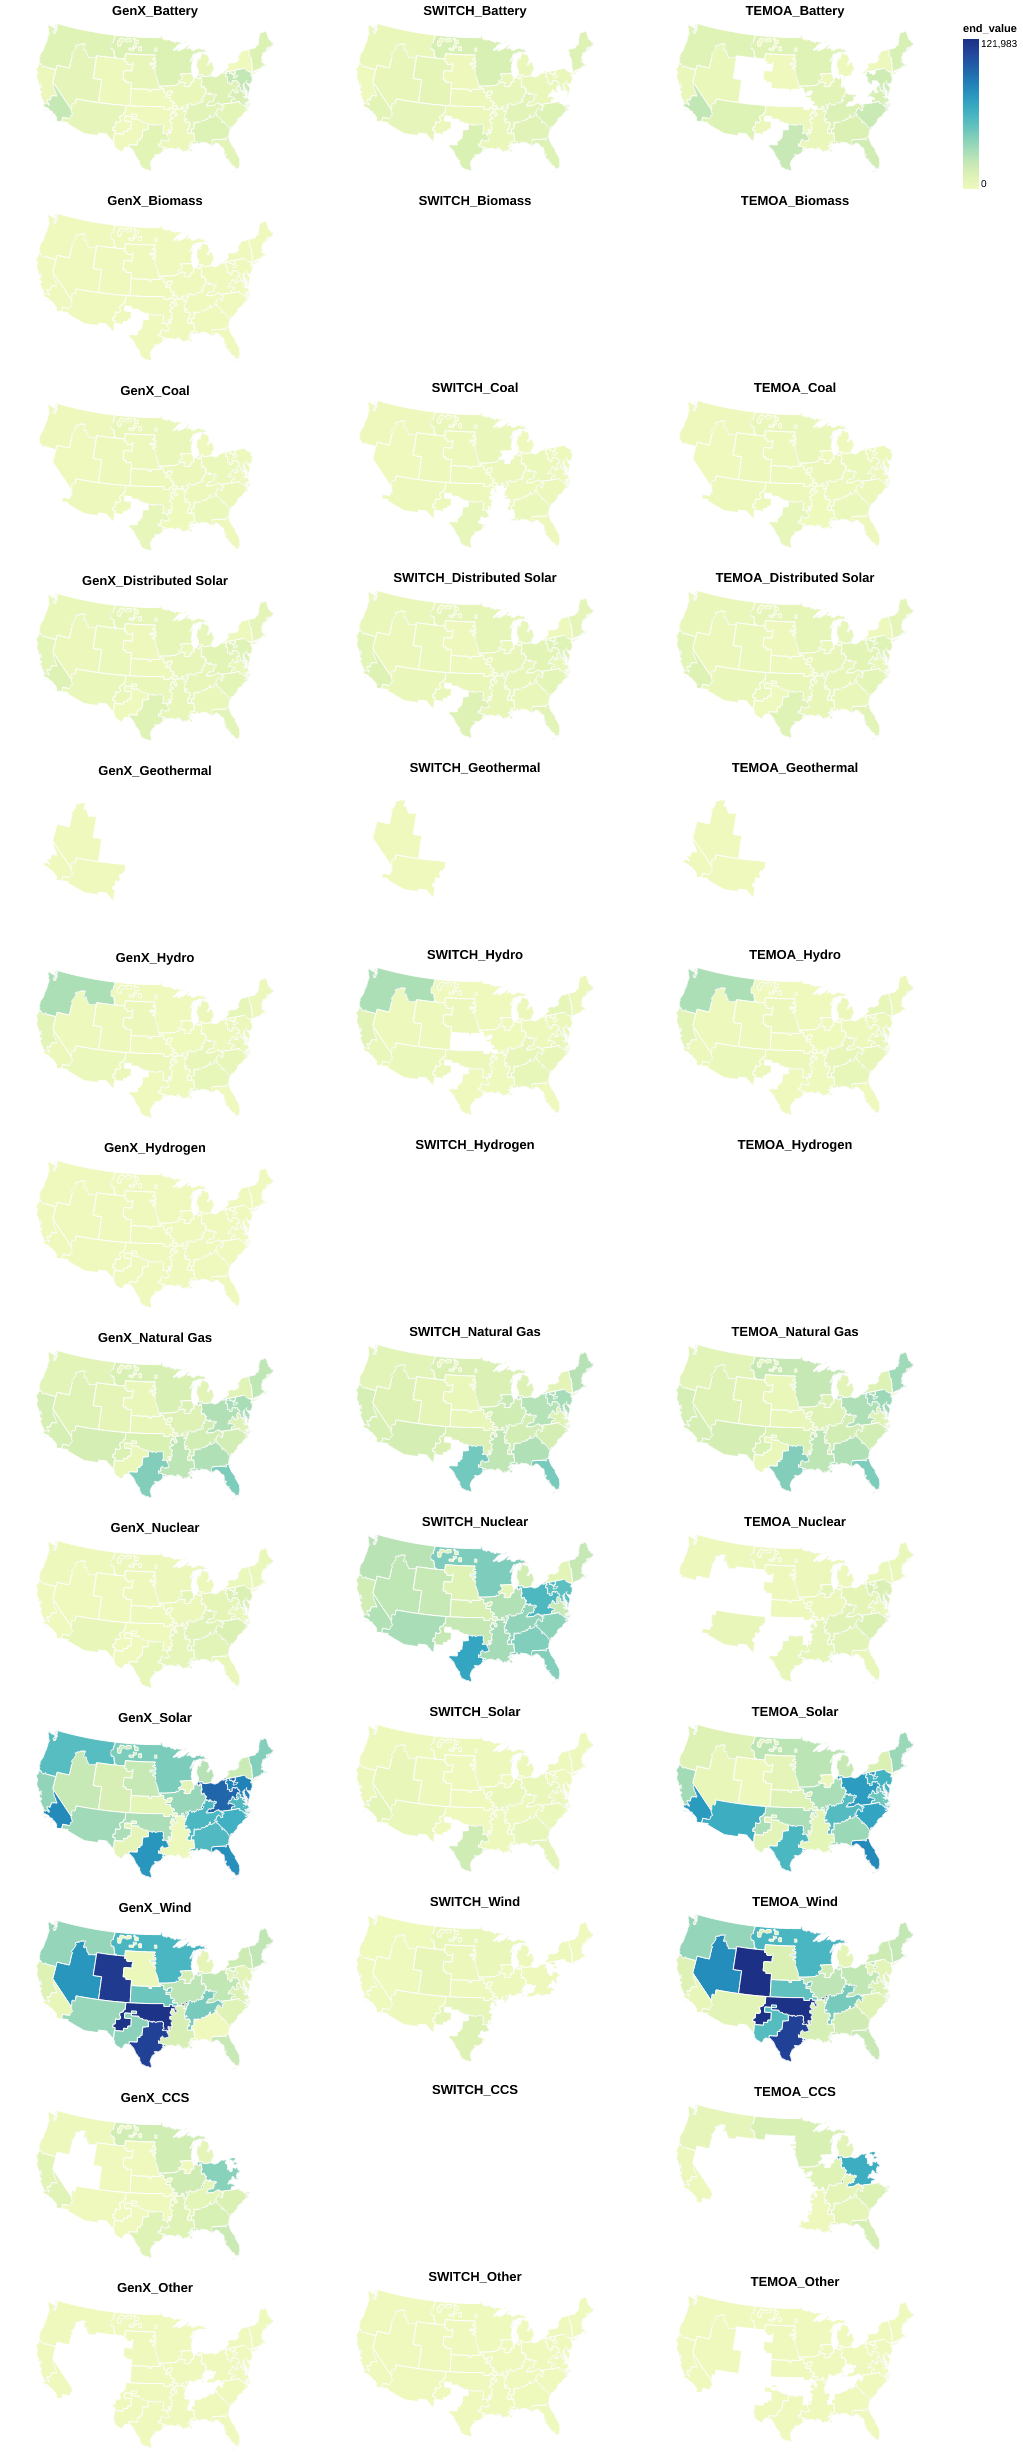 GenX_Battery
SWITCH_Battery
TEMOA_Battery
end_value
121,983
0
GenX_Biomass
SWITCH_Biomass
TEMOA_Biomass
GenX_Coal
SWITCH_Coal
TEMOA_Coal
GenX_Distributed Solar
SWITCH_Distributed Solar
TEMOA_Distributed Solar
GenX_Geothermal
SWITCH_Geothermal
TEMOA_Geothermal
GenX_Hydro
SWITCH_Hydro
TEMOA_Hydro
GenX_Hydrogen
SWITCH_Hydrogen
TEMOA_Hydrogen
GenX_Natural Gas
SWITCH_Natural Gas
TEMOA_Natural Gas
GenX_Nuclear
SWITCH_Nuclear
TEMOA_Nuclear
GenX_Solar
SWITCH_Solar
TEMOA_Solar
GenX_Wind
SWITCH_Wind
TEMOA_Wind
GenX_CCS
SWITCH_CCS
TEMOA_CCS
GenX_Other
SWITCH_Other
TEMOA_Other